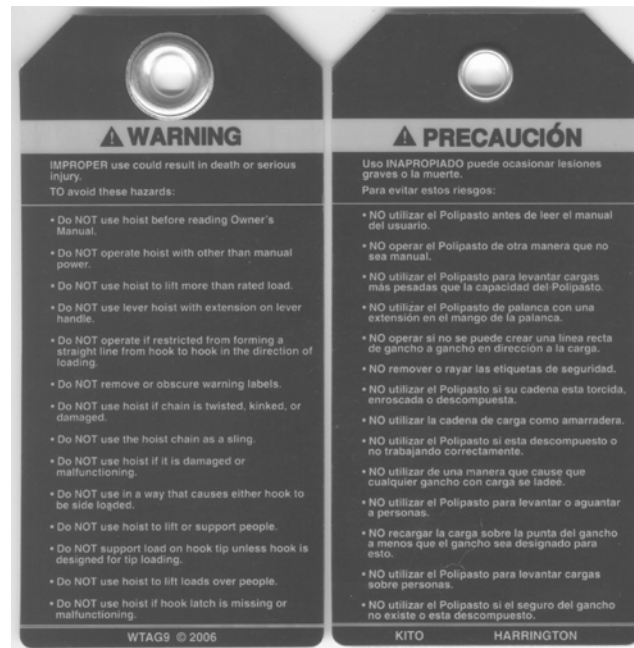 WARNING
IMPROPER use could result in death or serious
injury.
TO avoid these hazards:
• Do NOT use hoist before reading Owner's
Manual.
• Do NOT operate hoist with other than manual
power.
• Do NOT use hoist to lift more than rated load.
• Do NOT use lever hoist with extension on lever
handle.
• Do NOT operate if restricted from forming a
straight line from hook to hook in the direction of
loading.
• Do NOT remove or obscure warning labels.
• Do NOT use hoist if chain is twisted, kinked, or
damaged.
• Do NOT use the hoist chain as a sling.
• Do NOT use hoist if it is damaged or
malfunctioning.
• Do NOT use in a way that causes either hook to
be side loaded.
• Do NOT use hoist to lift or support people.
• Do NOT support load on hook tip unless hook is
designed for tip loading.
• Do NOT use hoist to lift loads over people.
• Do NOT use hoist if hook latch is missing or
malfunctioning.
WTAG9 © 2006
PRECAUCIÓN
Uso INAPROPIADO puede ocasionar lesiones
graves o la muerte.
Para evitar estos riesgos:
• NO utilizar el Polipasto antes de leer el manual
del usuario.
• NO operar el Polipasto de otra manera que no
sea manual.
• NO utilizar el Polipasto para levantar cargas
más pesadas que la capacidad del Polipasto.
• NO utilizar el Polipasto de palanca con una
extensión en el mango de la palanca.
• NO operar si no se puede crear una línea recta
de gancho a gancho en dirección a la carga.
• NO remover o rayar las etiquetas de seguridad.
• NO utilizar el Polipasto si su cadena esta torcida,
enroscada o descompuesta.
• NO utilizar la cadena de carga como amarradera.
• NO utilizar el Polipasto si esta descompuesto o
no trabajando correctamente.
• NO utilizar de una manera que cause que
cualquier gancho con carga se ladeé.
• NO utilizar el Polipasto para levantar o aguantar
a personas.
• NO recargar la carga sobre la punta del gancho
a menos que el gancho sea designado para
esto.
• NO utilizar el Polipasto para levantar cargas
sobre personas.
• NO utilizar el Polipasto si el seguro del gancho
no existe o esta descompuesto.
KITO HARRINGTON